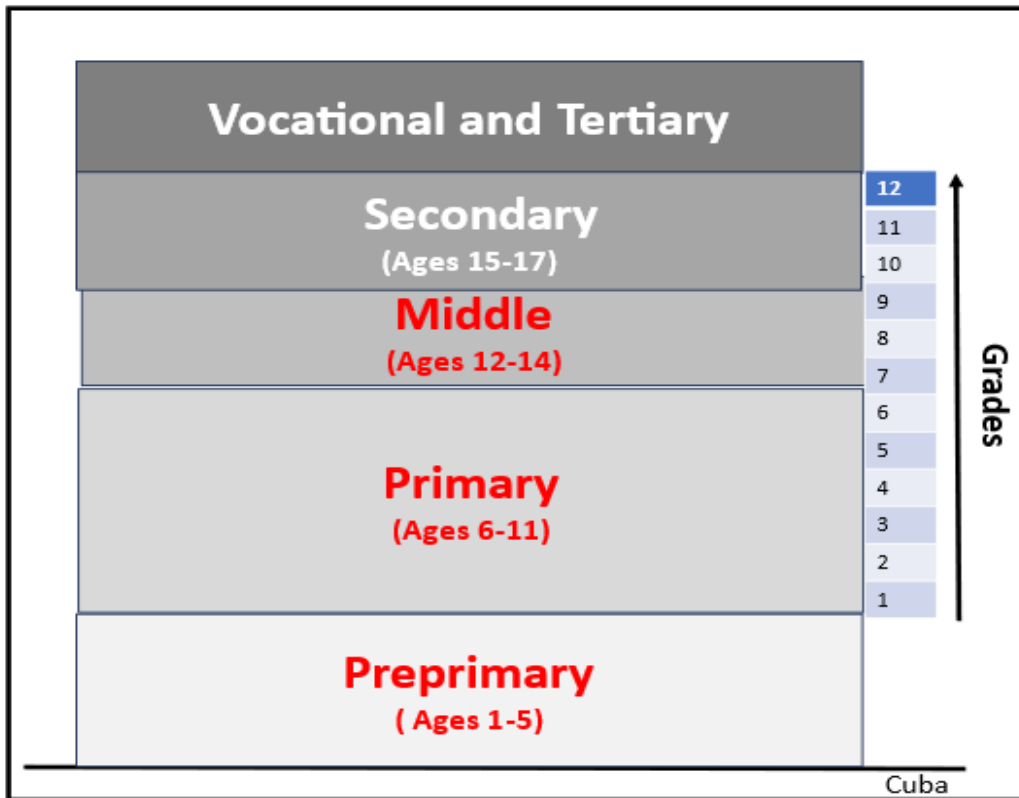 Vocational and Tertiary
Secondary
(Ages 15-17)
Middle
(Ages 12-14)
Primary
(Ages 6-11)
Preprimary
( Ages 1-5)
12
11
10
9
8
7
6
5
4
3
2
1
Grades
Cuba